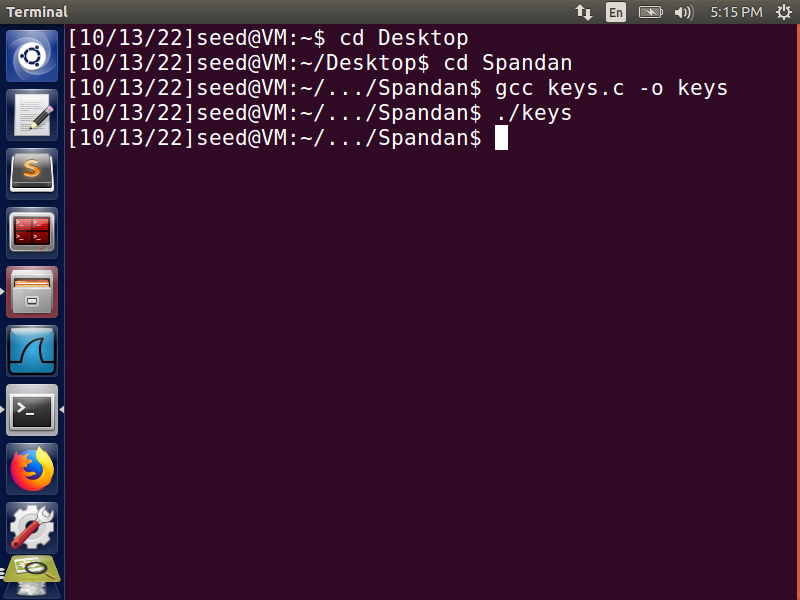 Terminal
En
5:15 PM
[10/13/22]seed@VM:~$ cd Desktop
[10/13/22]seed@VM:~/Desktop$ cd Spandan
[10/13/22]seed@VM:~/.../Spandan$ gcc keys.c -o keys
[10/13/22]seed@VM:~/.../Spandan$ ./keys
[10/13/22]seed@VM:~/.../Spandan$